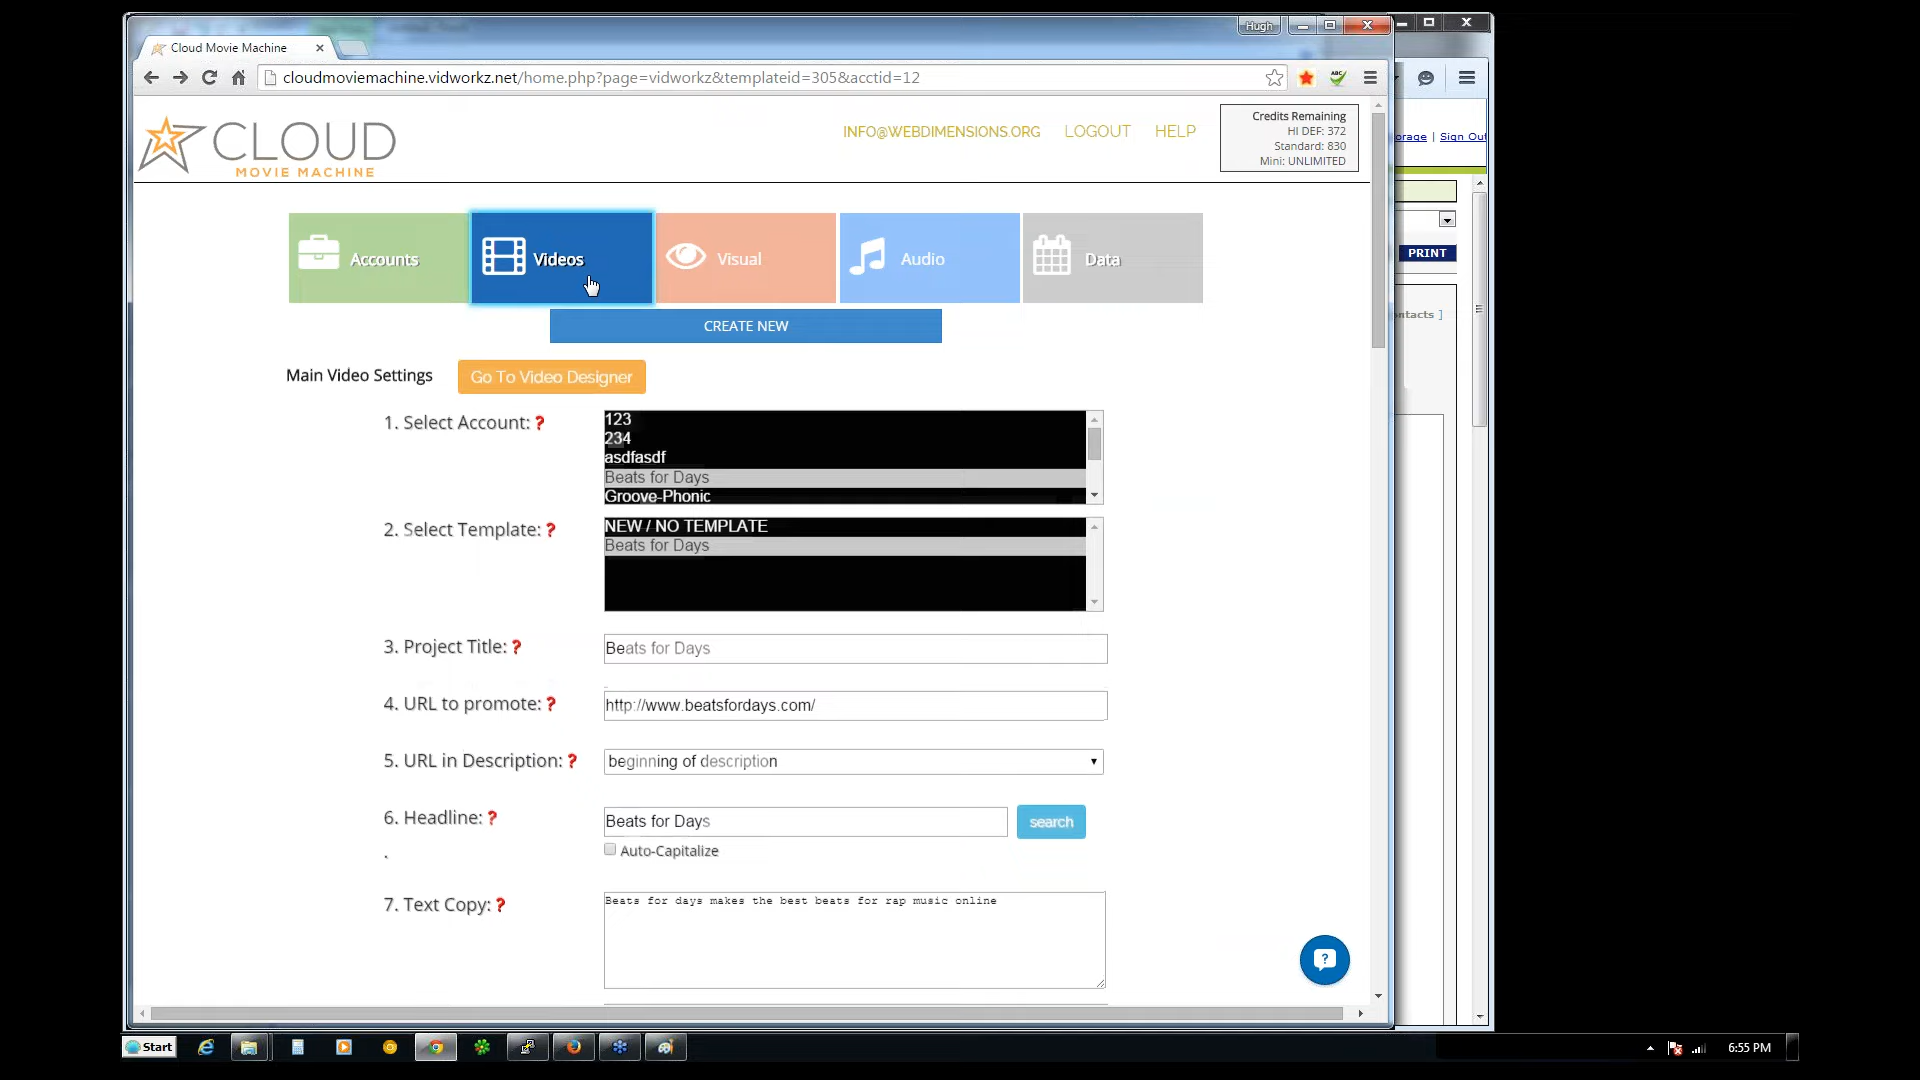 Hugh
Cloud Movie Machine
cloudmoviemachine.vidworkz.net/home.php?page=vidworkz&templateid=305&acctid=12
ABC
CLOUD
MOVIE MACHINE
INFO@WEBDIMENSIONS.ORG LOGOUT HELP
Credits Remaining
HI DEF: 372
Standard: 830
Mini: UNLIMITED
orage | Sign Out
Accounts
Videos
Visual
Audio
Data
PRINT
CREATE NEW
ontacts ]
Main Video Settings
Go To Video Designer
1. Select Account: ?
123
234
asdfasdf
Beats for Days
Groove-Phonic
2. Select Template: ?
NEW / NO TEMPLATE
Beats for Days
3. Project Title: ?
Beats for Days
4. URL to promote: ?
http://www.beatsfordays.com/
5. URL in Description: ?
beginning of description
6. Headline: ?
Beats for Days
search
.
Auto-Capitalize
7. Text Copy: ?
Beats for days makes the best beats for rap music online
?
Start
6:55 PM